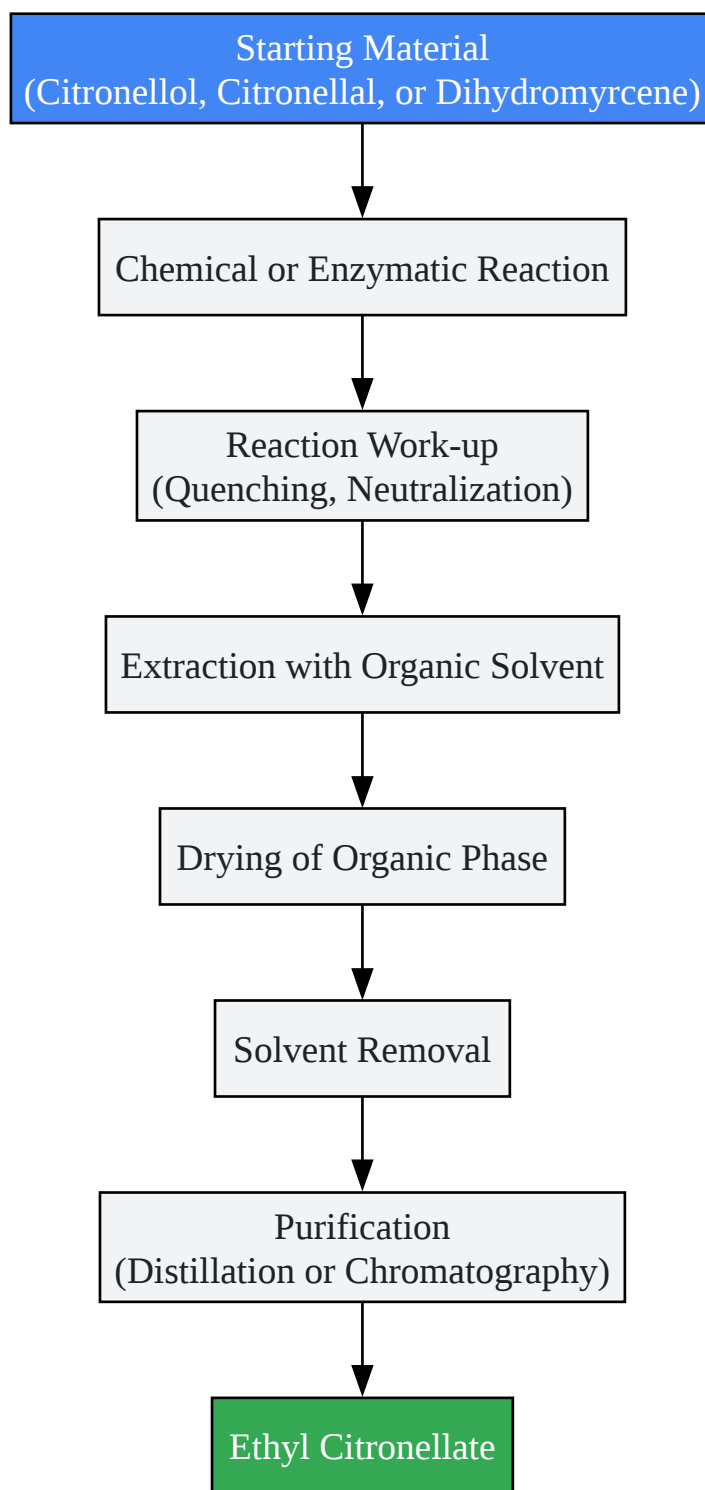 Starting Material
(Citronellol, Citronellal, or Dihydromyrcene)
Chemical or Enzymatic Reaction
Reaction Work-up
(Quenching, Neutralization)
Extraction with Organic Solvent
Drying of Organic Phase
Solvent Removal
Purification
(Distillation or Chromatography)
Ethyl Citronellate